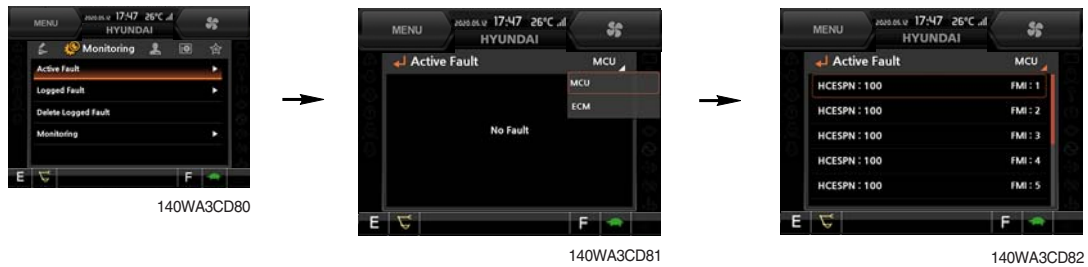 MENU
2020.05.12 17:47 26°C
HYUNDAI
Monitoring
Active Fault
Logged Fault
Delete Logged Fault
Monitoring
E
F
140WA3CD80
MENU
2020.05.12 17:47 26°C
HYUNDAI
Active Fault MCU
MCU
ECM
No Fault
E
F
140WA3CD81
MENU
2020.05.12 17:47 26°C
HYUNDAI
Active Fault MCU
HCESPN : 100 FMI : 1
HCESPN : 100 FMI : 2
HCESPN : 100 FMI : 3
HCESPN : 100 FMI : 4
HCESPN : 100 FMI : 5
E
F
140WA3CD82